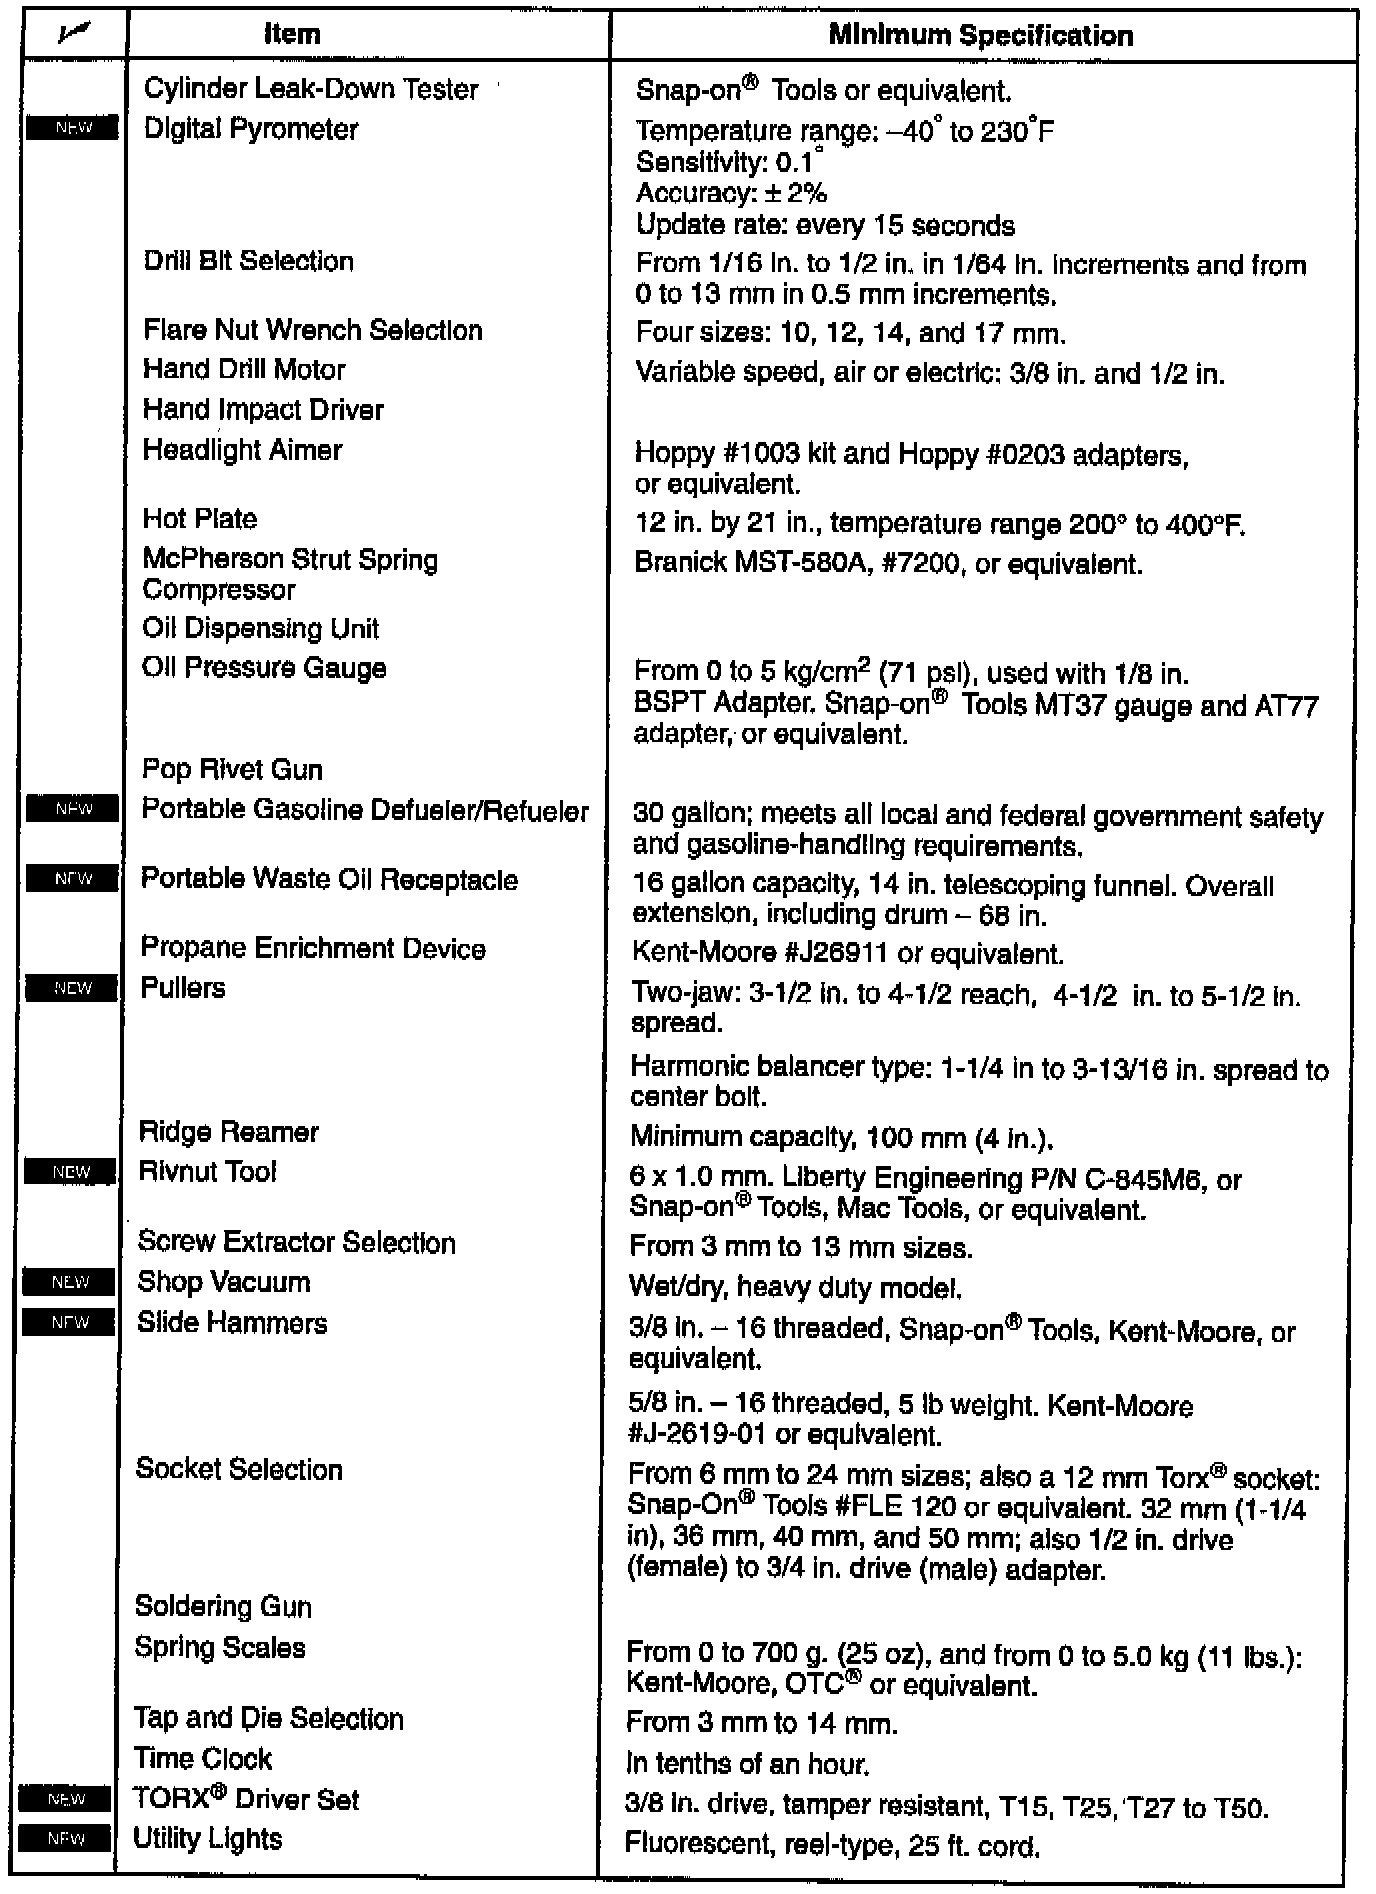 ✓ Item Minimum Specification
Cylinder Leak-Down Tester Snap-on® Tools or equivalent.
NEW Digital Pyrometer Temperature range: –40° to 230°F
Sensitivity: 0.1°
Accuracy: ± 2%
Update rate: every 15 seconds
Drill Bit Selection From 1/16 in. to 1/2 in. in 1/64 in. increments and from
0 to 13 mm in 0.5 mm increments.
Flare Nut Wrench Selection Four sizes: 10, 12, 14, and 17 mm.
Hand Drill Motor Variable speed, air or electric: 3/8 in. and 1/2 in.
Hand Impact Driver
Headlight Aimer Hoppy #1003 kit and Hoppy #0203 adapters,
or equivalent.
Hot Plate 12 in. by 21 in., temperature range 200° to 400°F.
McPherson Strut Spring Branick MST-580A, #7200, or equivalent.
Compressor
Oil Dispensing Unit
Oil Pressure Gauge From 0 to 5 kg/cm² (71 psi), used with 1/8 in.
BSPT Adapter. Snap-on® Tools MT37 gauge and AT77
adapter, or equivalent.
Pop Rivet Gun
NEW Portable Gasoline Defueler/Refueler 30 gallon; meets all local and federal government safety
and gasoline-handling requirements.
NEW Portable Waste Oil Receptacle 16 gallon capacity, 14 in. telescoping funnel. Overall
extension, including drum – 68 in.
Propane Enrichment Device Kent-Moore #J26911 or equivalent.
NEW Pullers Two-jaw: 3-1/2 in. to 4-1/2 reach, 4-1/2 in. to 5-1/2 in.
spread.
Harmonic balancer type: 1-1/4 in to 3-13/16 in. spread to
center bolt.
Ridge Reamer Minimum capacity, 100 mm (4 in.).
NEW Rivnut Tool 6 x 1.0 mm. Liberty Engineering P/N C-845M6, or
Snap-on® Tools, Mac Tools, or equivalent.
Screw Extractor Selection From 3 mm to 13 mm sizes.
NEW Shop Vacuum Wet/dry, heavy duty model.
NEW Slide Hammers 3/8 in. – 16 threaded, Snap-on® Tools, Kent-Moore, or
equivalent.
5/8 in. – 16 threaded, 5 lb weight. Kent-Moore
#J-2619-01 or equivalent.
Socket Selection From 6 mm to 24 mm sizes; also a 12 mm Torx® socket:
Snap-On® Tools #FLE 120 or equivalent. 32 mm (1-1/4
in), 36 mm, 40 mm, and 50 mm; also 1/2 in. drive
(female) to 3/4 in. drive (male) adapter.
Soldering Gun
Spring Scales From 0 to 700 g. (25 oz), and from 0 to 5.0 kg (11 lbs.):
Kent-Moore, OTC® or equivalent.
Tap and Die Selection From 3 mm to 14 mm.
Time Clock In tenths of an hour.
NEW TORX® Driver Set 3/8 in. drive, tamper resistant, T15, T25, T27 to T50.
NEW Utility Lights Fluorescent, reel-type, 25 ft. cord.